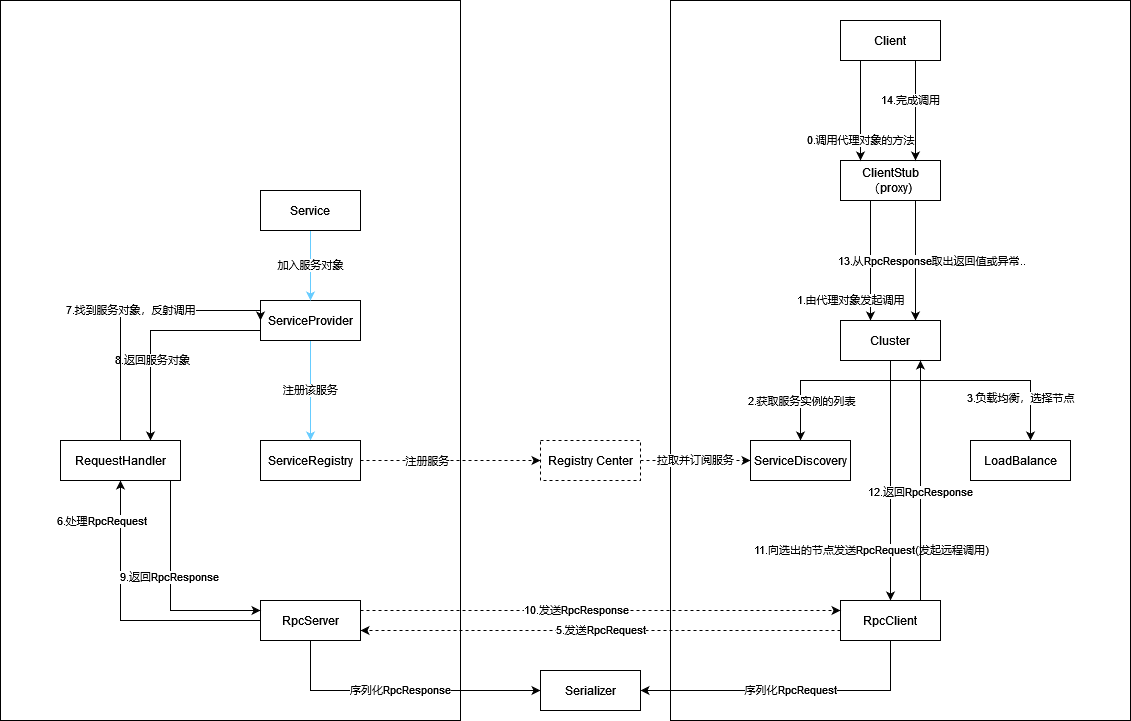 Client
14.完成调用
0.调用代理对象的方法
ClientStub
（proxy）
Service
13.从RpcResponse取出返回值或异常..
加入服务对象
1.由代理对象发起调用
7.找到服务对象，反射调用
ServiceProvider
Cluster
8.返回服务对象
注册该服务
2.获取服务实例的列表
3.负载均衡，选择节点
RequestHandler
ServiceRegistry
注册服务
Registry Center
拉取并订阅服务
ServiceDiscovery
LoadBalance
12.返回RpcResponse
6.处理RpcRequest
11.向选出的节点发送RpcRequest(发起远程调用)
9.返回RpcResponse
10.发送RpcResponse
RpcServer
RpcClient
5.发送RpcRequest
序列化RpcResponse
Serializer
序列化RpcRequest